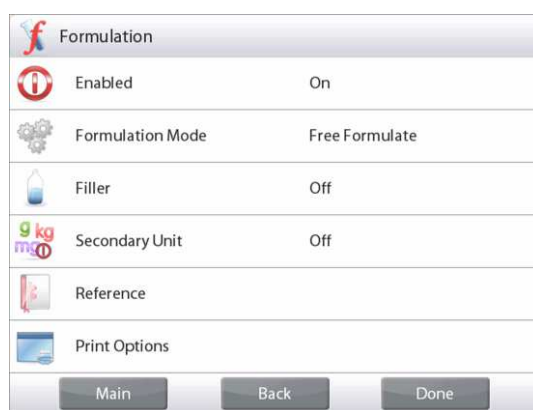 Formulation
Enabled On
Formulation Mode Free Formulate
Filler Off
g kg
mg
Secondary Unit Off
Reference
Print Options
Main Back Done